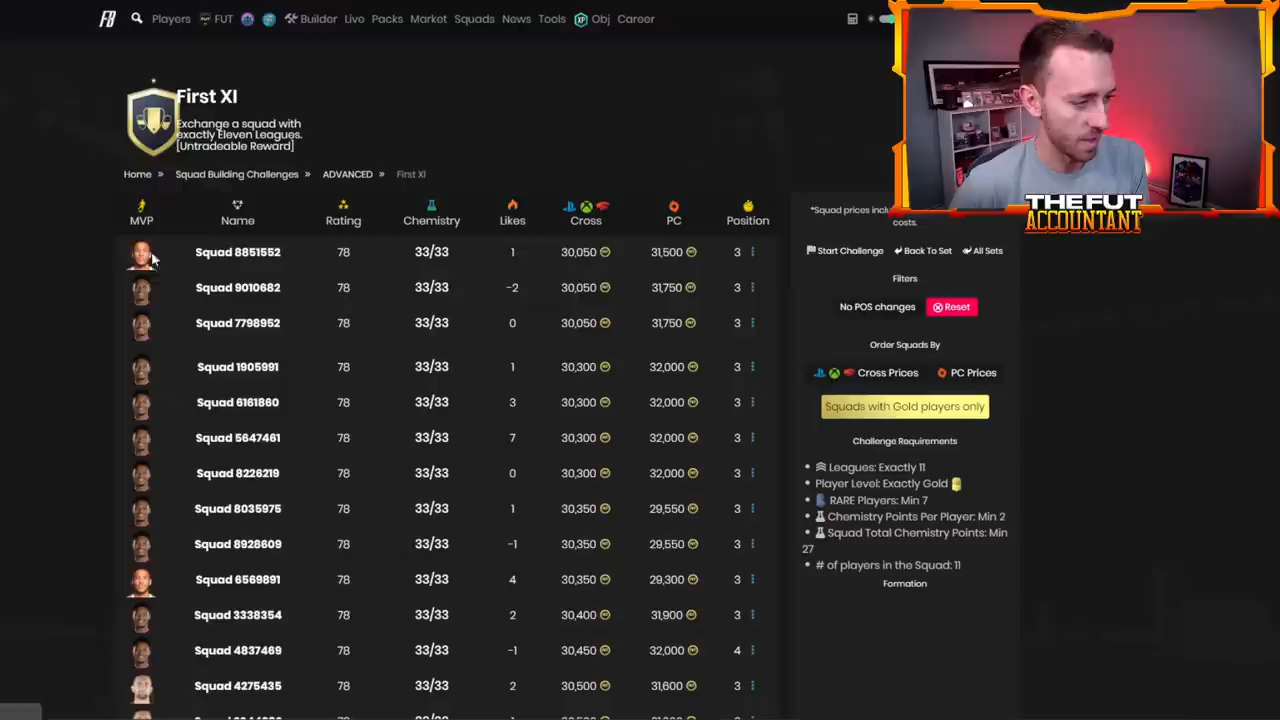 FB Players FUT Builder Live Packs Market Squads News Tools XP Obj Career
First XI
Exchange a squad with
exactly Eleven Leagues.
[Untradeable Reward]
THE FUT
ACCOUNTANT
Home » Squad Building Challenges » ADVANCED » First XI
MVP Name Rating Chemistry Likes Cross PC Position
Squad 8851552 78 33/33 1 30,050 31,500 3
Squad 9010682 78 33/33 -2 30,050 31,750 3
Squad 7798952 78 33/33 0 30,050 31,750 3
Squad 1905991 78 33/33 1 30,300 32,000 3
Squad 6161860 78 33/33 3 30,300 32,000 3
Squad 5647461 78 33/33 7 30,300 32,000 3
Squad 8226219 78 33/33 0 30,300 32,000 3
Squad 8035975 78 33/33 1 30,350 29,550 3
Squad 8928609 78 33/33 -1 30,350 29,550 3
Squad 6569891 78 33/33 4 30,350 29,300 3
Squad 3338354 78 33/33 2 30,400 31,900 3
Squad 4837469 78 33/33 -1 30,450 32,000 4
Squad 4275435 78 33/33 2 30,500 31,600 3
*Squad prices
costs.
Start Challenge Back To Set All Sets
Filters
No POS changes Reset
Order Squads By
Cross Prices PC Prices
Squads with Gold players only
Challenge Requirements
• Leagues: Exactly 11
Player Level: Exactly Gold
• RARE Players: Min 7
• Chemistry Points Per Player: Min 2
• Squad Total Chemistry Points: Min
27
• # of players in the Squad: 11
Formation